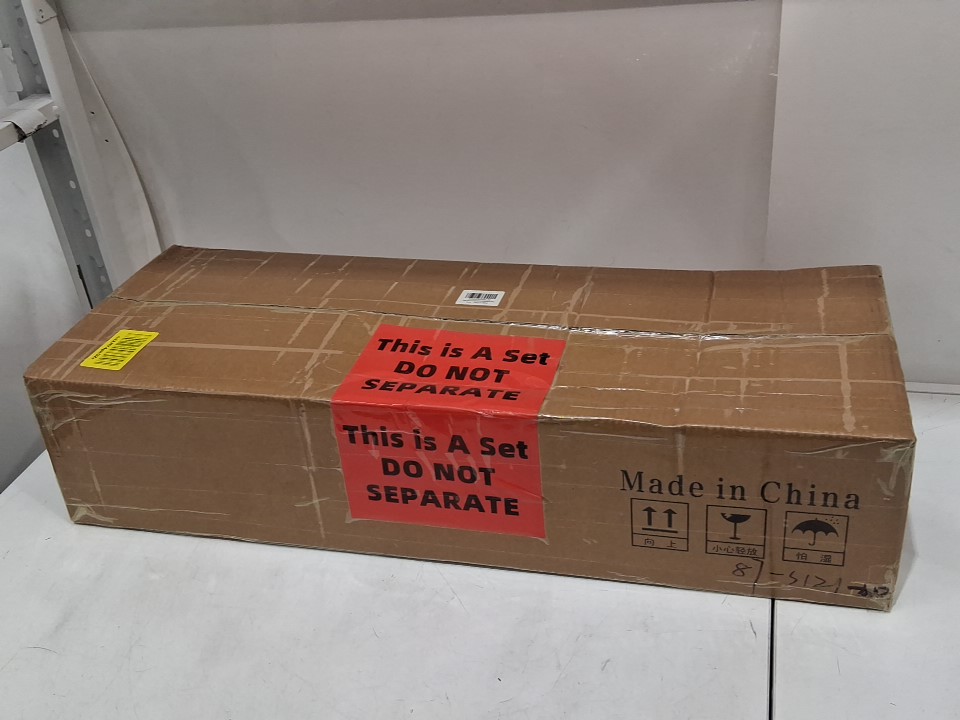 This is A Set
DO NOT
SEPARATE
This is A Set
DO NOT
SEPARATE
Made in China
向上
小心轻放
怕湿